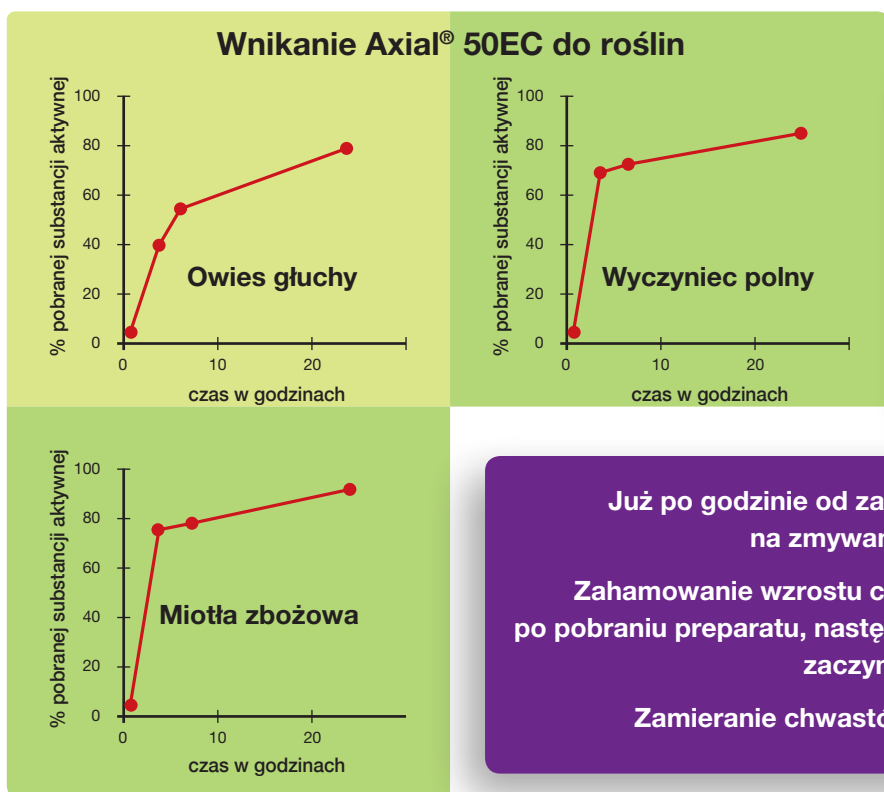 Wnikanie Axial® 50EC do roślin
% pobranej substancji aktywnej
100
80
60
40
20
0
0 10 20
czas w godzinach
Owies głuchy
% pobranej substancji aktywnej
100
80
60
40
20
0
0 10 20
czas w godzinach
Wyczyniec polny
% pobranej substancji aktywnej
100
80
60
40
20
0
0 10 20
czas w godzinach
Miotła zbożowa
Już po godzinie od za
na zmywan
Zahamowanie wzrostu c
po pobraniu preparatu, nastę
zaczyn
Zamieranie chwastó